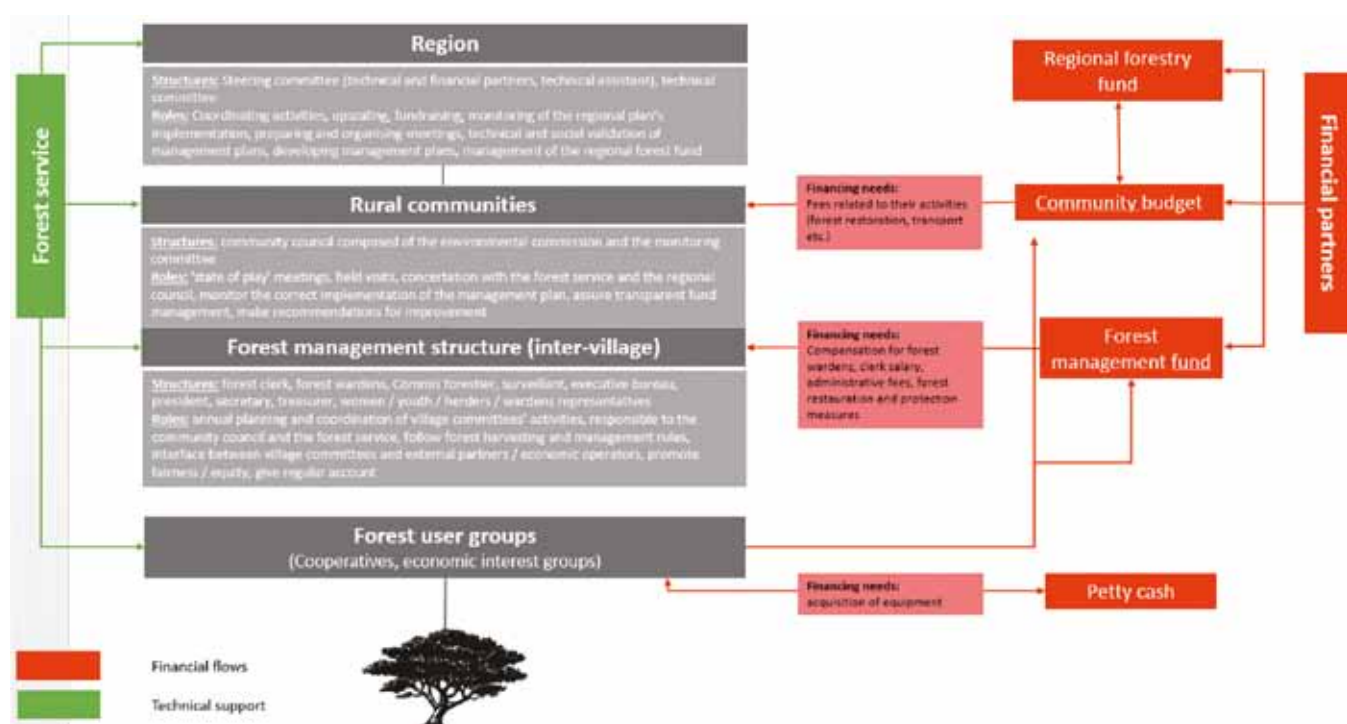 Region
Structures: Steering committee (technical and financial partners, technical assistant), technical
committee
Roles: Coordinating activities, upscaling, fundraising, monitoring of the regional plan's
implementation, preparing and organising meetings, technical and social validation of
management plans, developing management plans, management of the regional forest fund
Rural communities
Structures: community council composed of the environmental commission and the monitoring
committee
Roles: 'state of play' meetings, field visits, concertation with the forest service and the regional
council, monitor the correct implementation of the management plan, assure transparent fund
management, make recommendations for improvement
Forest management structure (inter-village)
Structures: forest clerk, forest wardens, Commis forestier, surveillant, executive bureau,
president, secretary, treasurer, women / youth / herders / wardens representatives
Roles: annual planning and coordination of village committees' activities, responsible to the
community council and the forest service, follow forest harvesting and management rules,
interface between village committees and external partners / economic operators, promote
fairness / equity, give regular account
Forest user groups
(Cooperatives, economic interest groups)
Forest service
Financing needs:
Fees related to their activities
(forest restoration, transport
etc.)
Financing needs:
Compensation for forest
wardens, clerk salary,
administrative fees, forest
restauration and protection
measures
Financing needs:
acquisition of equipment
Regional forestry
fund
Community budget
Forest
management fund
Petty cash
Financial partners
Financial flows
Technical support